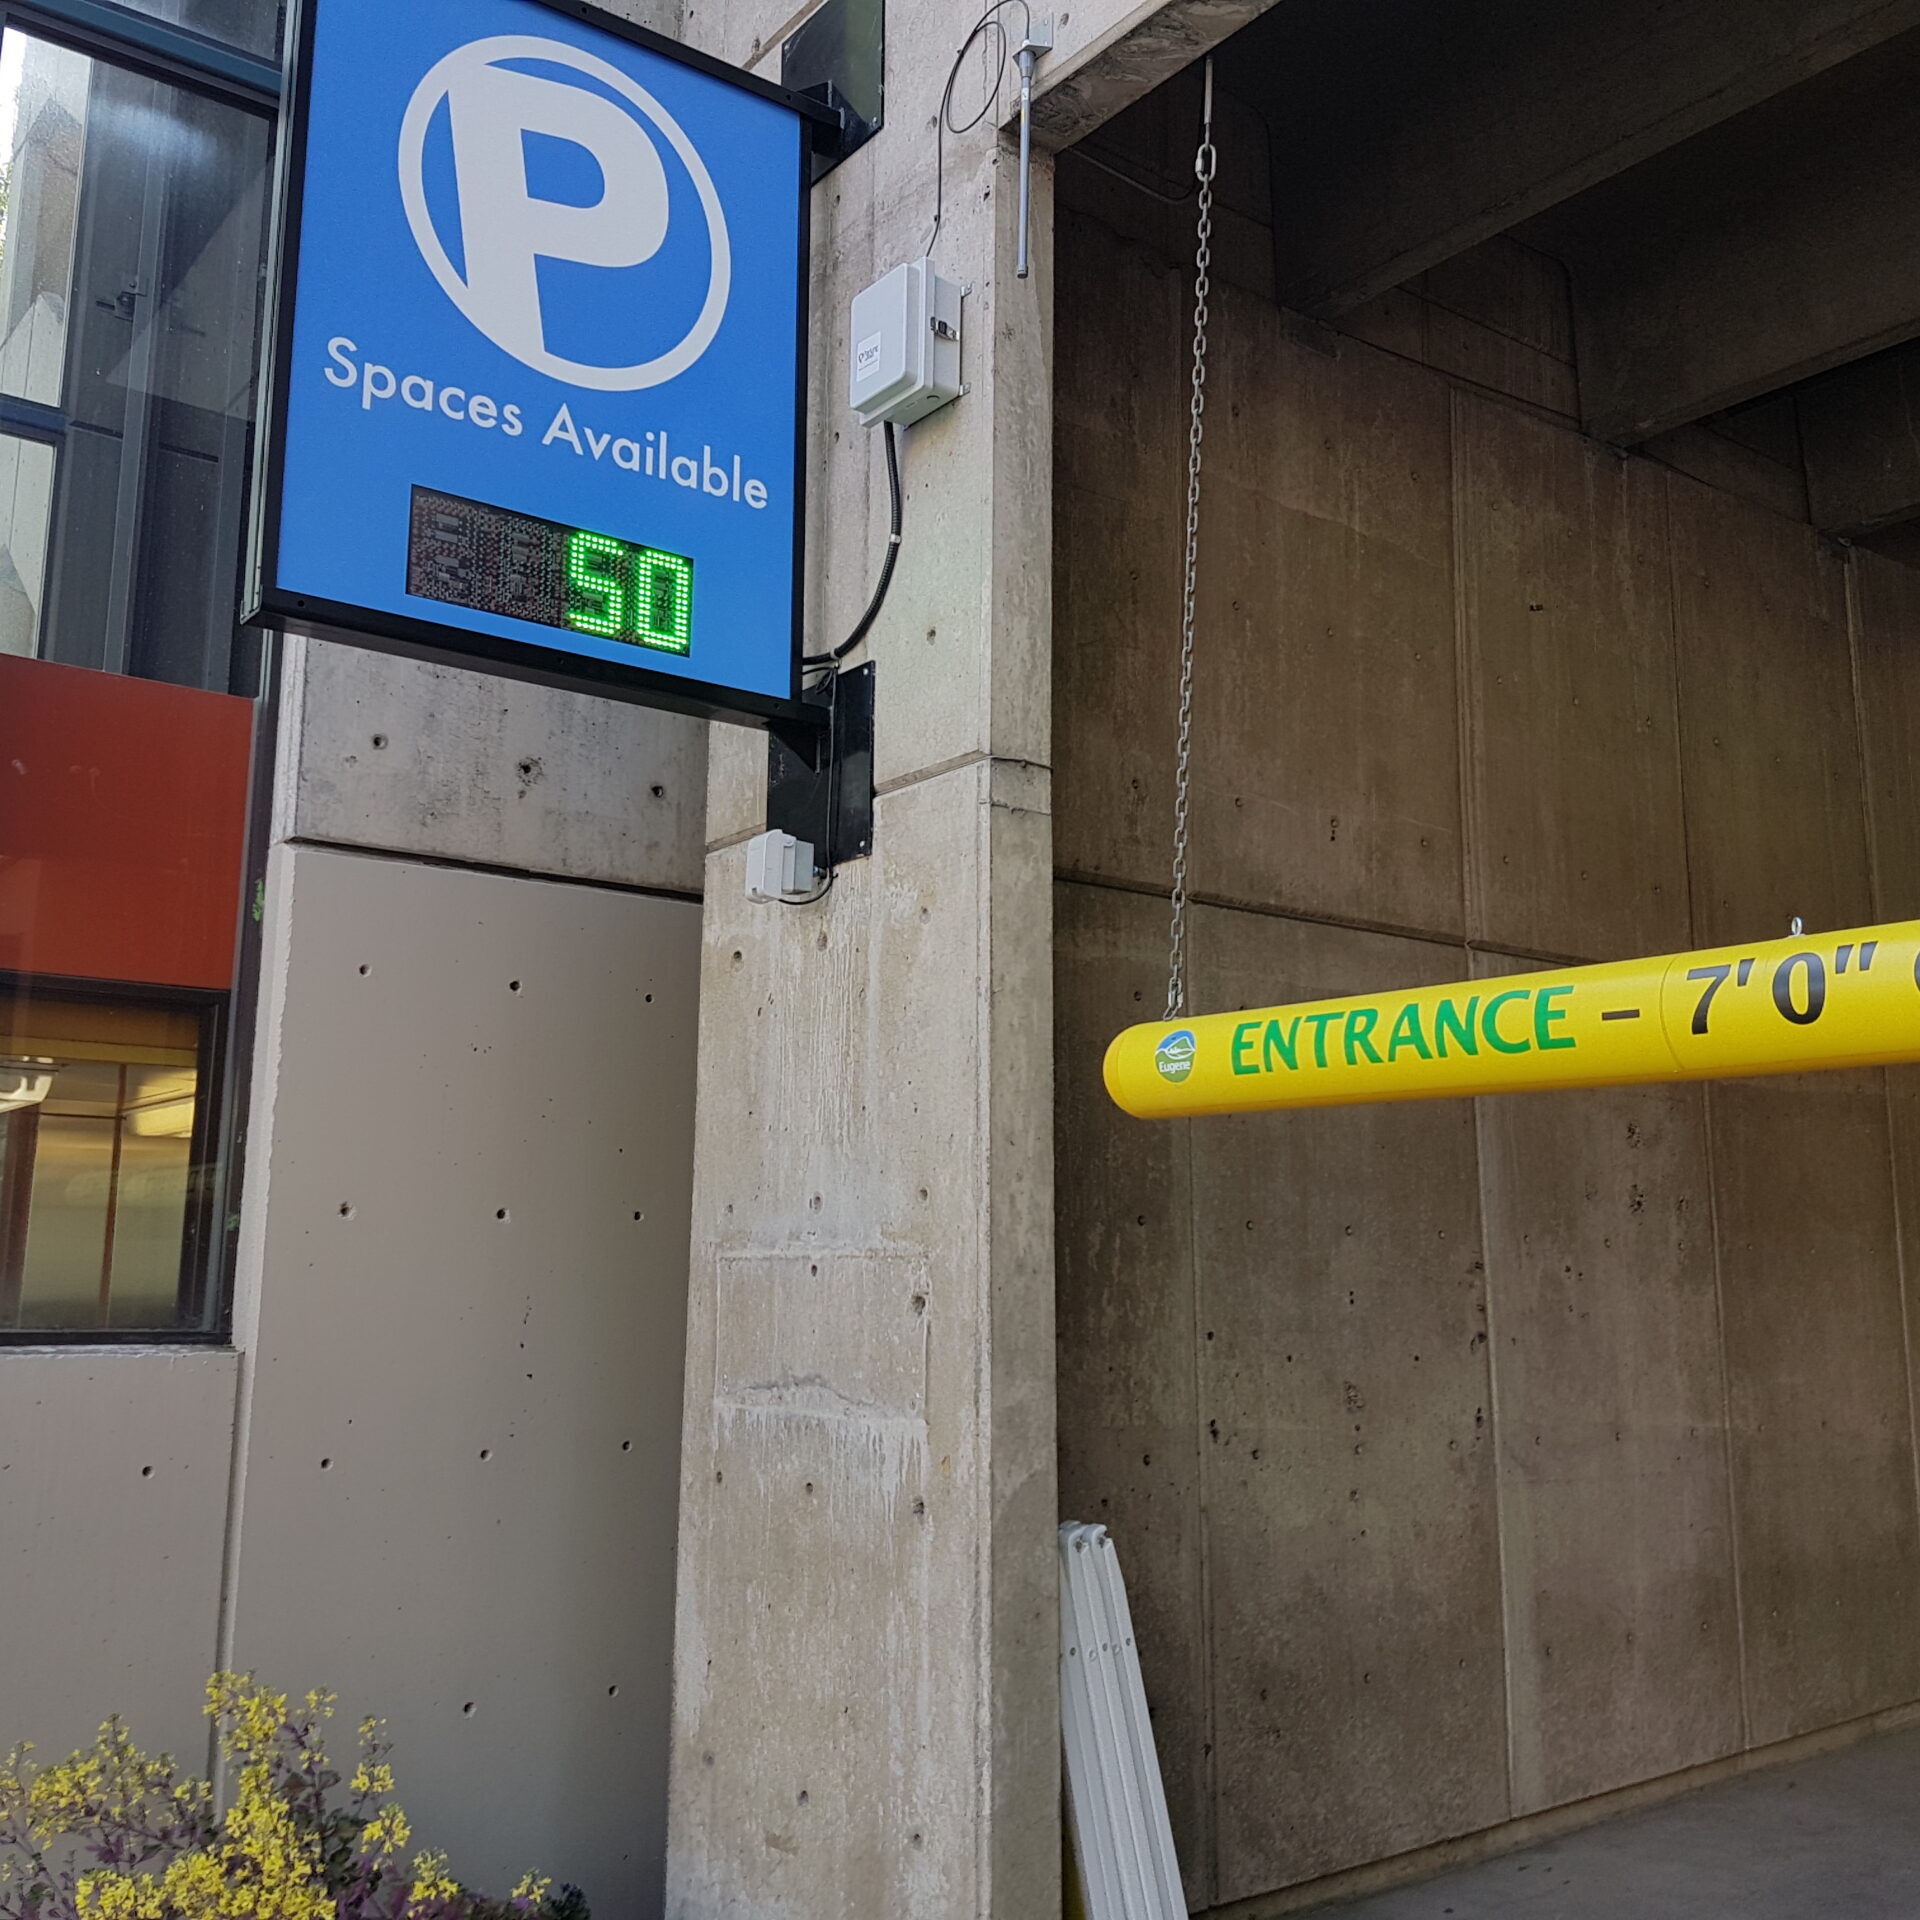 P
Spaces Available
50
Eugene
ENTRANCE - 7'0"